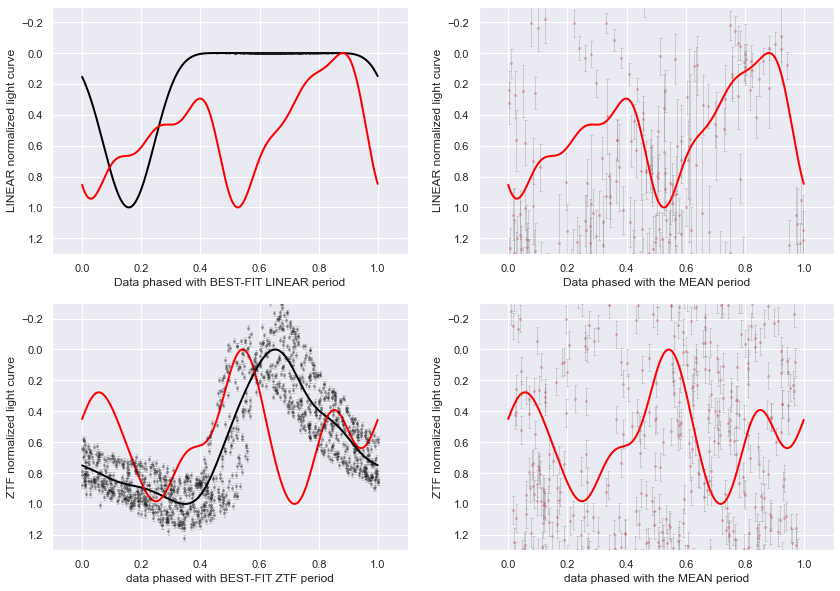 −0.2
0.0
0.2
0.4
0.6
0.8
1.0
1.2
LINEAR normalized light curve
0.0 0.2 0.4 0.6 0.8 1.0
Data phased with BEST-FIT LINEAR period
−0.2
0.0
0.2
0.4
0.6
0.8
1.0
1.2
LINEAR normalized light curve
0.0 0.2 0.4 0.6 0.8 1.0
Data phased with the MEAN period
−0.2
0.0
0.2
0.4
0.6
0.8
1.0
1.2
ZTF normalized light curve
0.0 0.2 0.4 0.6 0.8 1.0
data phased with BEST-FIT ZTF period
−0.2
0.0
0.2
0.4
0.6
0.8
1.0
1.2
ZTF normalized light curve
0.0 0.2 0.4 0.6 0.8 1.0
data phased with the MEAN period